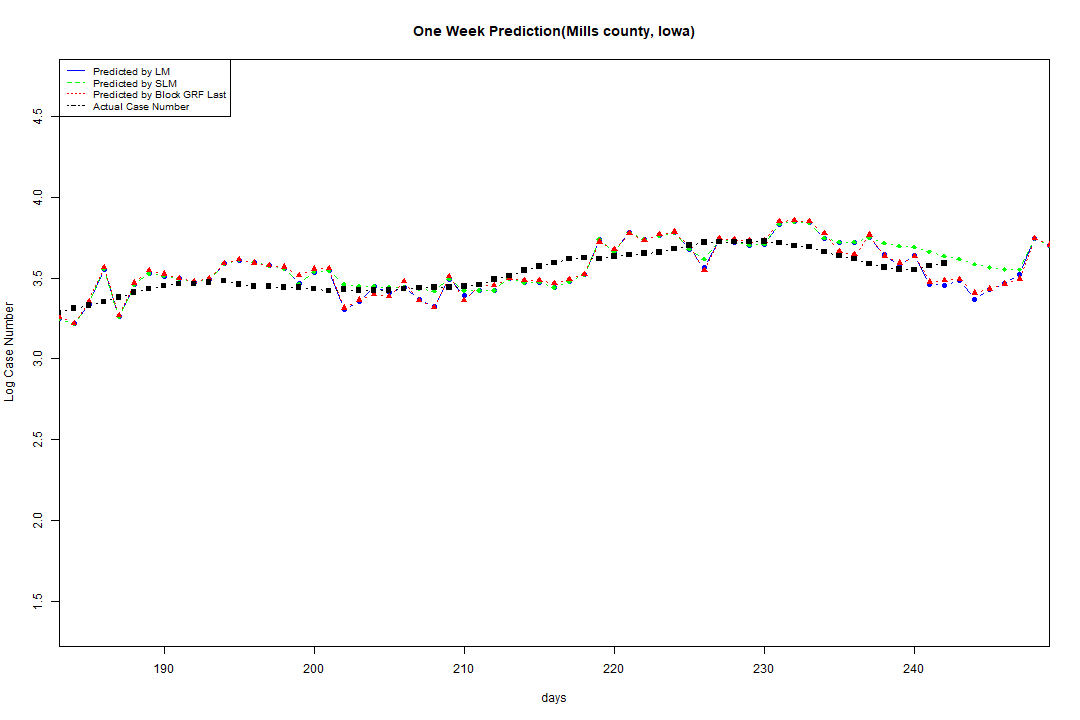 One Week Prediction(Mills county, Iowa)
Predicted by LM
Predicted by SLM
Predicted by Block GRF Last
Actual Case Number
4.5
4.0
3.5
3.0
2.5
2.0
1.5
Log Case Number
190
200
210
220
230
240
days